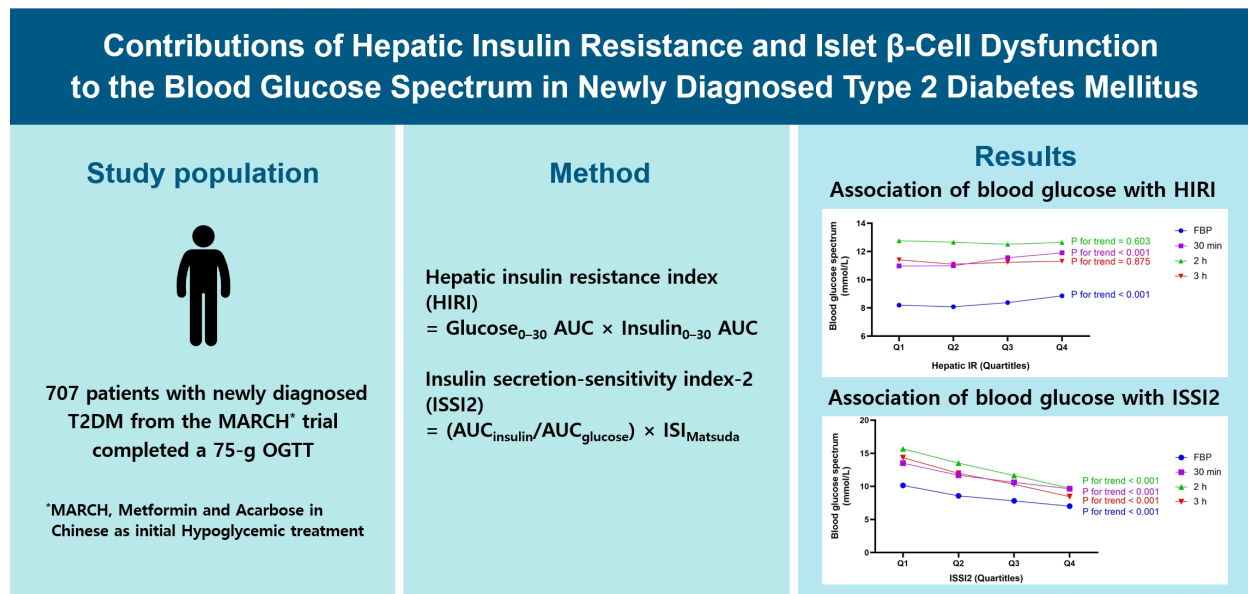 Contributions of Hepatic Insulin Resistance and Islet β-Cell Dysfunction
to the Blood Glucose Spectrum in Newly Diagnosed Type 2 Diabetes Mellitus
Study population
707 patients with newly diagnosed
T2DM from the MARCH* trial
completed a 75-g OGTT
*MARCH, Metformin and Acarbose in
Chinese as initial Hypoglycemic treatment
Method
Hepatic insulin resistance index
(HIRI)
= Glucose0–30 AUC × Insulin0–30 AUC
Insulin secretion-sensitivity index-2
(ISSI2)
= (AUCinsulin/AUCglucose) × ISIMatsuda
Results
Association of blood glucose with HIRI
Blood glucose spectrum
(mmol/L)
14
12
10
8
6
P for trend = 0.603
P for trend < 0.001
P for trend = 0.875
P for trend < 0.001
FBP
30 min
2 h
3 h
Q1 Q2 Q3 Q4
Hepatic IR (Quartitles)
Association of blood glucose with ISSI2
Blood glucose spectrum
(mmol/L)
20
15
10
5
0
P for trend < 0.001
P for trend < 0.001
P for trend < 0.001
P for trend < 0.001
FBP
30 min
2 h
3 h
Q1 Q2 Q3 Q4
ISSI2 (Quartitles)